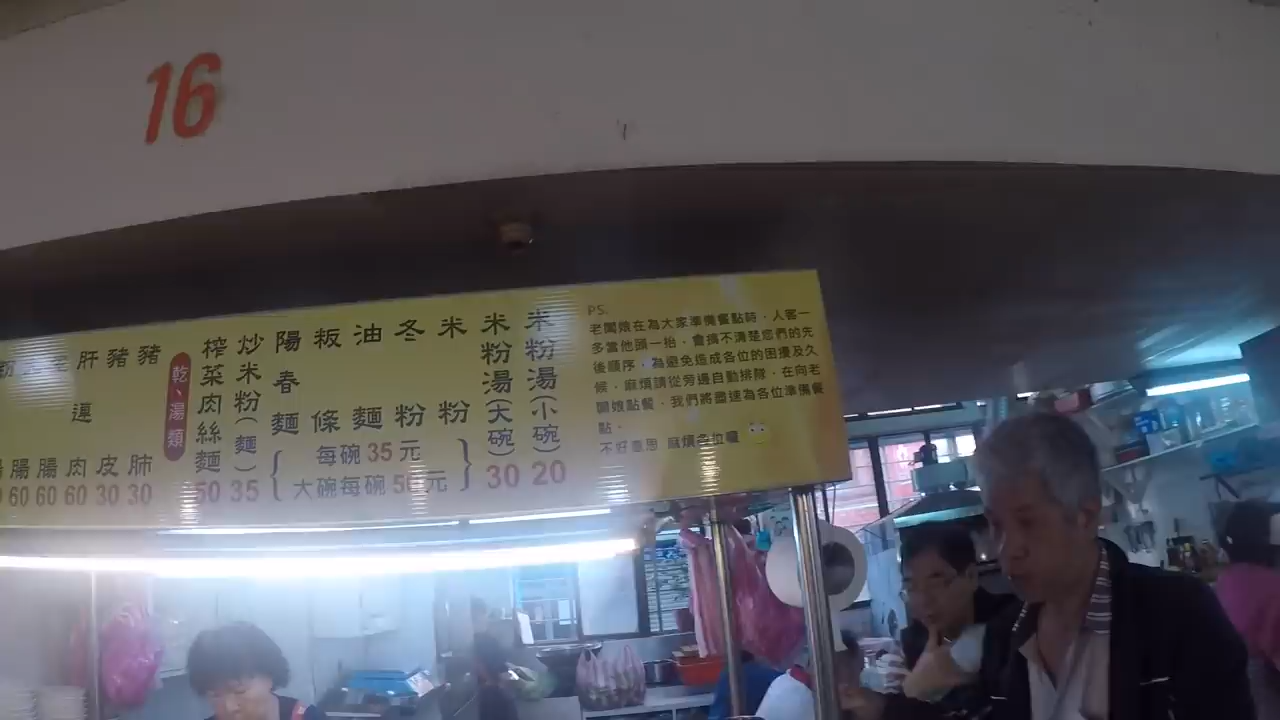 16
PS.
老闆娘在為大家準備餐點時，人客一
多當他頭一抬，會搞不清楚您們的先
後順序，為避免造成各位的困擾及久
候，麻煩請從旁邊自動排隊，在向老
闆娘點餐，我們將盡速為各位準備餐
點。
不好意思 麻煩各位囉
米粉湯(小碗) 20
米粉湯(大碗) 30
米粉
冬粉
油麵
粄條
陽春麵
每碗35元
大碗每碗50元
炒米粉(麵) 35
榨菜肉絲麵 50
乾、湯類
豬肺 30
豬皮 30
肝連肉 60
腸 60
腸 60